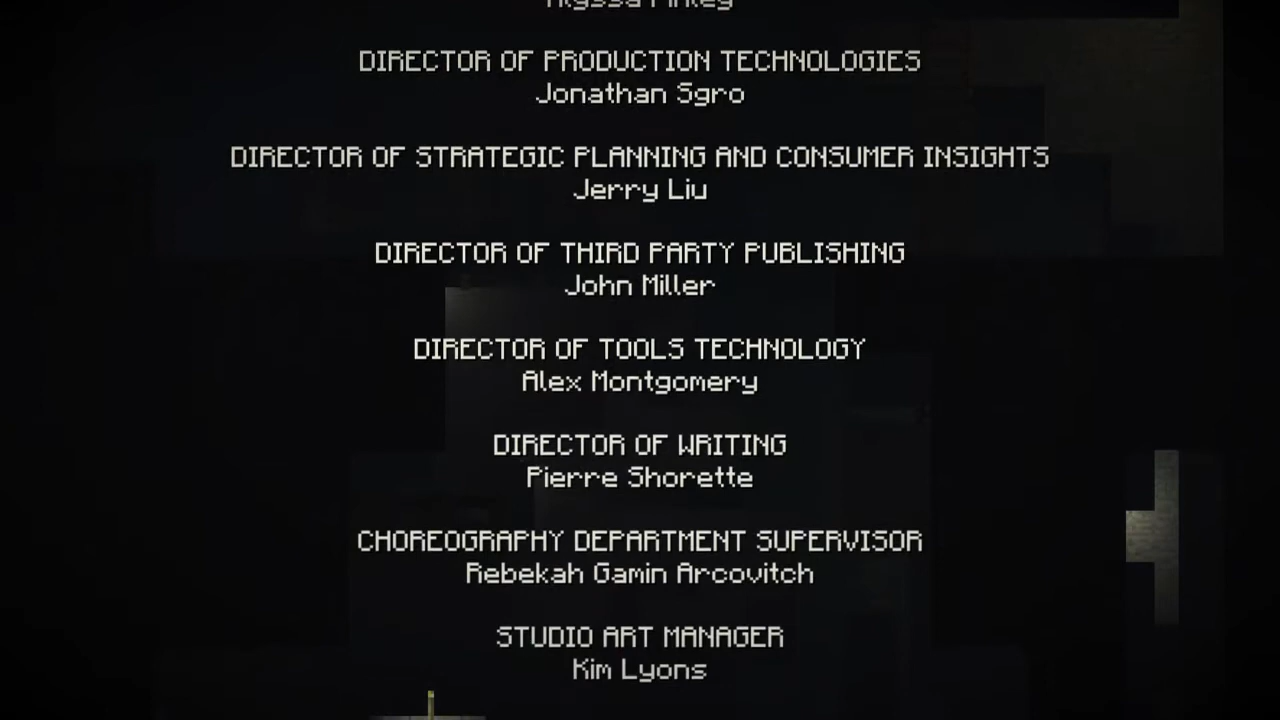 Alyssa Finley
DIRECTOR OF PRODUCTION TECHNOLOGIES
Jonathan Sgro
DIRECTOR OF STRATEGIC PLANNING AND CONSUMER INSIGHTS
Jerry Liu
DIRECTOR OF THIRD PARTY PUBLISHING
John Miller
DIRECTOR OF TOOLS TECHNOLOGY
Alex Montgomery
DIRECTOR OF WRITING
Pierre Shorette
CHOREOGRAPHY DEPARTMENT SUPERVISOR
Rebekah Gamin Arcovitch
STUDIO ART MANAGER
Kim Lyons